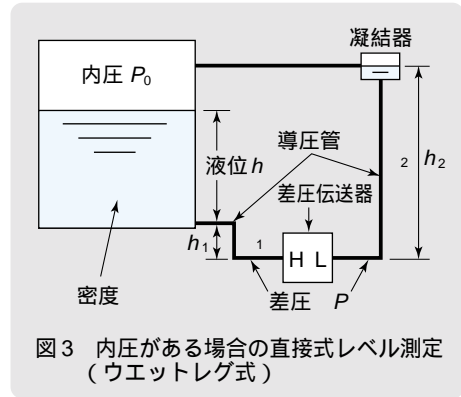 凝結器
内圧 P0
導圧管
液位 h
2 h2
差圧伝送器
h1
1
H L
密度
差圧 P
図3 内圧がある場合の直接式レベル測定
（ウエットレグ式）